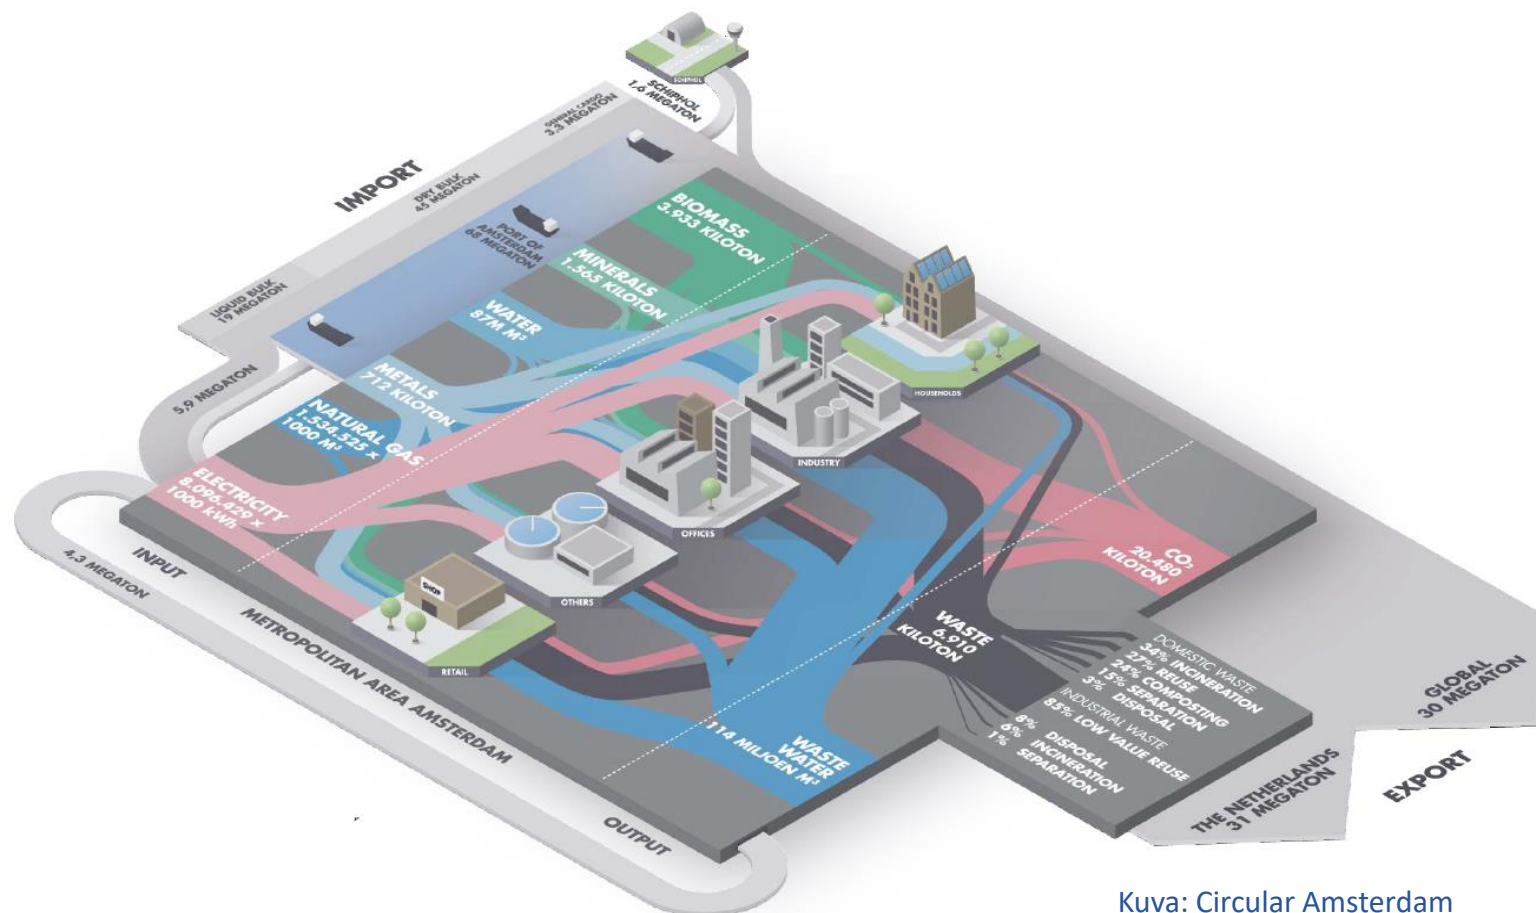 SCHIPHOL
SCHIPHOL
1,6 MEGATON
GENERAL CARGO
3,3 MEGATON
IMPORT
DRY BULK
45 MEGATON
LIQUID BULK
19 MEGATON
PORT OF
AMSTERDAM
68 MEGATON
BIOMASS
3.933 KILOTON
MINERALS
1.565 KILOTON
WATER
87M M³
METALS
712 KILOTON
NATURAL GAS
1.534.525 x
1000 M³
ELECTRICITY
8.096.429 x
1000 kWh
5,9 MEGATON
4,3 MEGATON
INPUT
METROPOLITAN AREA AMSTERDAM
OUTPUT
HOUSEHOLDS
INDUSTRY
OFFICES
OTHERS
SHOP
RETAIL
CO₂
20.480
KILOTON
WASTE
6.910
KILOTON
WASTE
WATER
114 MILJOEN M³
DOMESTIC WASTE
34% INCINERATION
27% REUSE
24% COMPOSTING
15% SEPARATION
3% DISPOSAL
INDUSTRIAL WASTE
85% LOW VALUE REUSE
8% DISPOSAL
6% INCINERATION
1% SEPARATION
GLOBAL
30 MEGATON
THE NETHERLANDS
31 MEGATON
EXPORT
Kuva: Circular Amsterdam